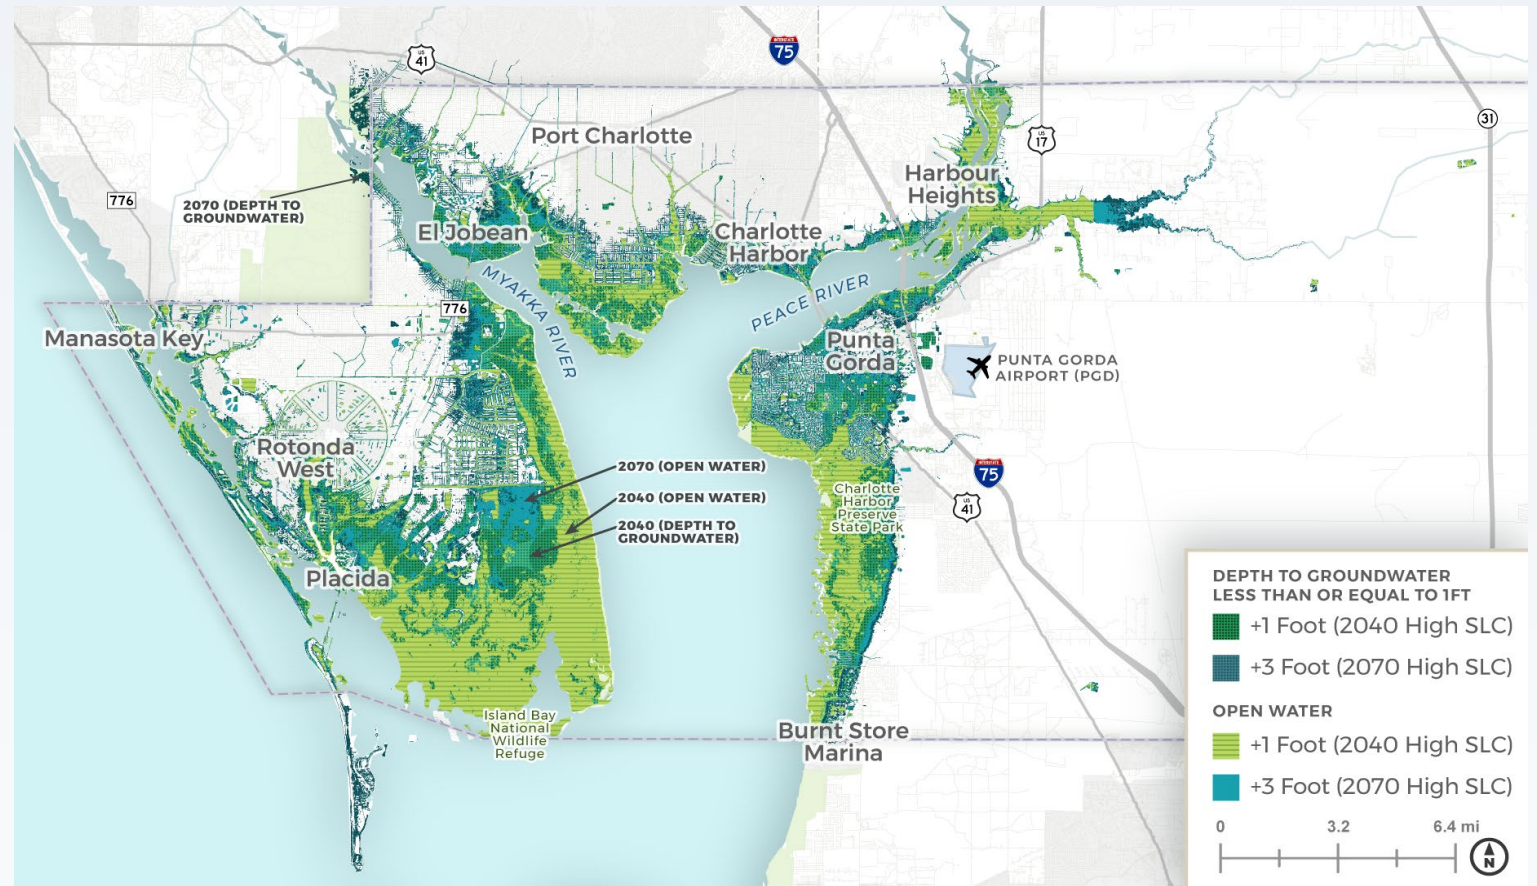 US
41
INTERSTATE
75
31
Port Charlotte
US
17
Harbour
Heights
776
2070 (DEPTH TO
GROUNDWATER)
El Jobean
Charlotte
Harbor
MYAKKA RIVER
PEACE RIVER
776
Manasota Key
Punta
Gorda
PUNTA GORDA
AIRPORT (PGD)
Rotonda
West
2070 (OPEN WATER)
2040 (OPEN WATER)
2040 (DEPTH TO
GROUNDWATER)
INTERSTATE
75
US
41
Charlotte
Harbor
Preserve
State Park
Placida
Island Bay
National
Wildlife
Refuge
Burnt Store
Marina
DEPTH TO GROUNDWATER
LESS THAN OR EQUAL TO 1FT
+1 Foot (2040 High SLC)
+3 Foot (2070 High SLC)
OPEN WATER
+1 Foot (2040 High SLC)
+3 Foot (2070 High SLC)
0 3.2 6.4 mi
N